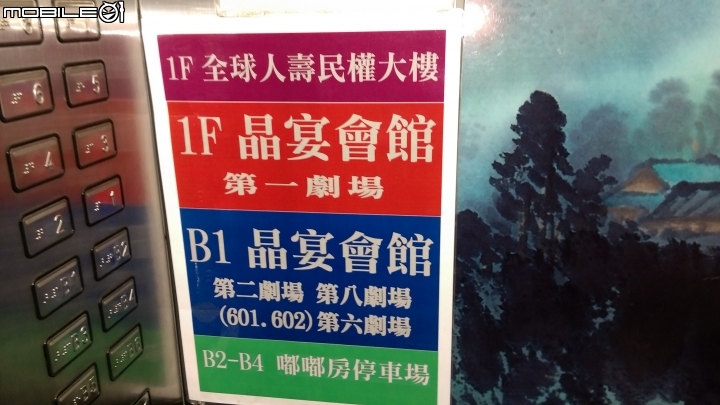 MOBILE01
1F 全球人壽民權大樓
1F 晶宴會館
第一劇場
B1 晶宴會館
第二劇場 第八劇場
(601.602)第六劇場
B2-B4 嘟嘟房停車場
6
5
4
3
2
1
B2